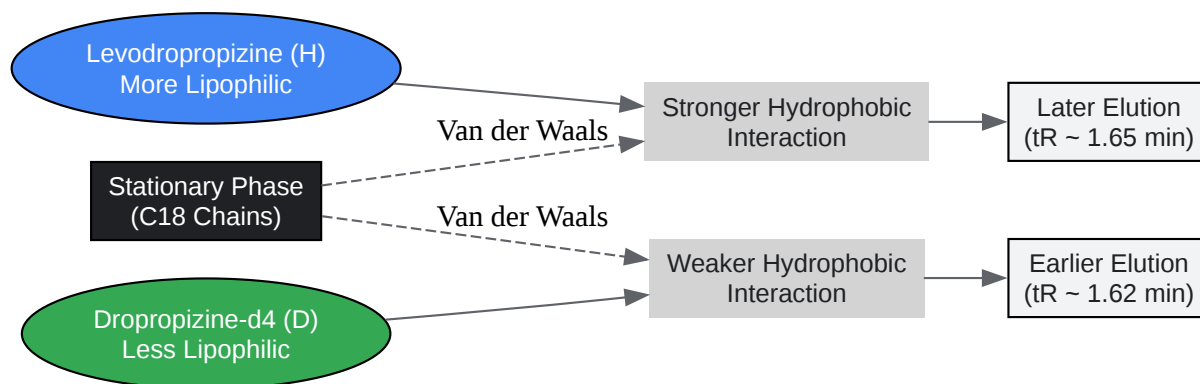 Levodropropizine (H)
More Lipophilic
Stronger Hydrophobic
Interaction
Later Elution
(tR ~ 1.65 min)
Van der Waals
Stationary Phase
(C18 Chains)
Van der Waals
Weaker Hydrophobic
Interaction
Earlier Elution
(tR ~ 1.62 min)
Dropropizine-d4 (D)
Less Lipophilic